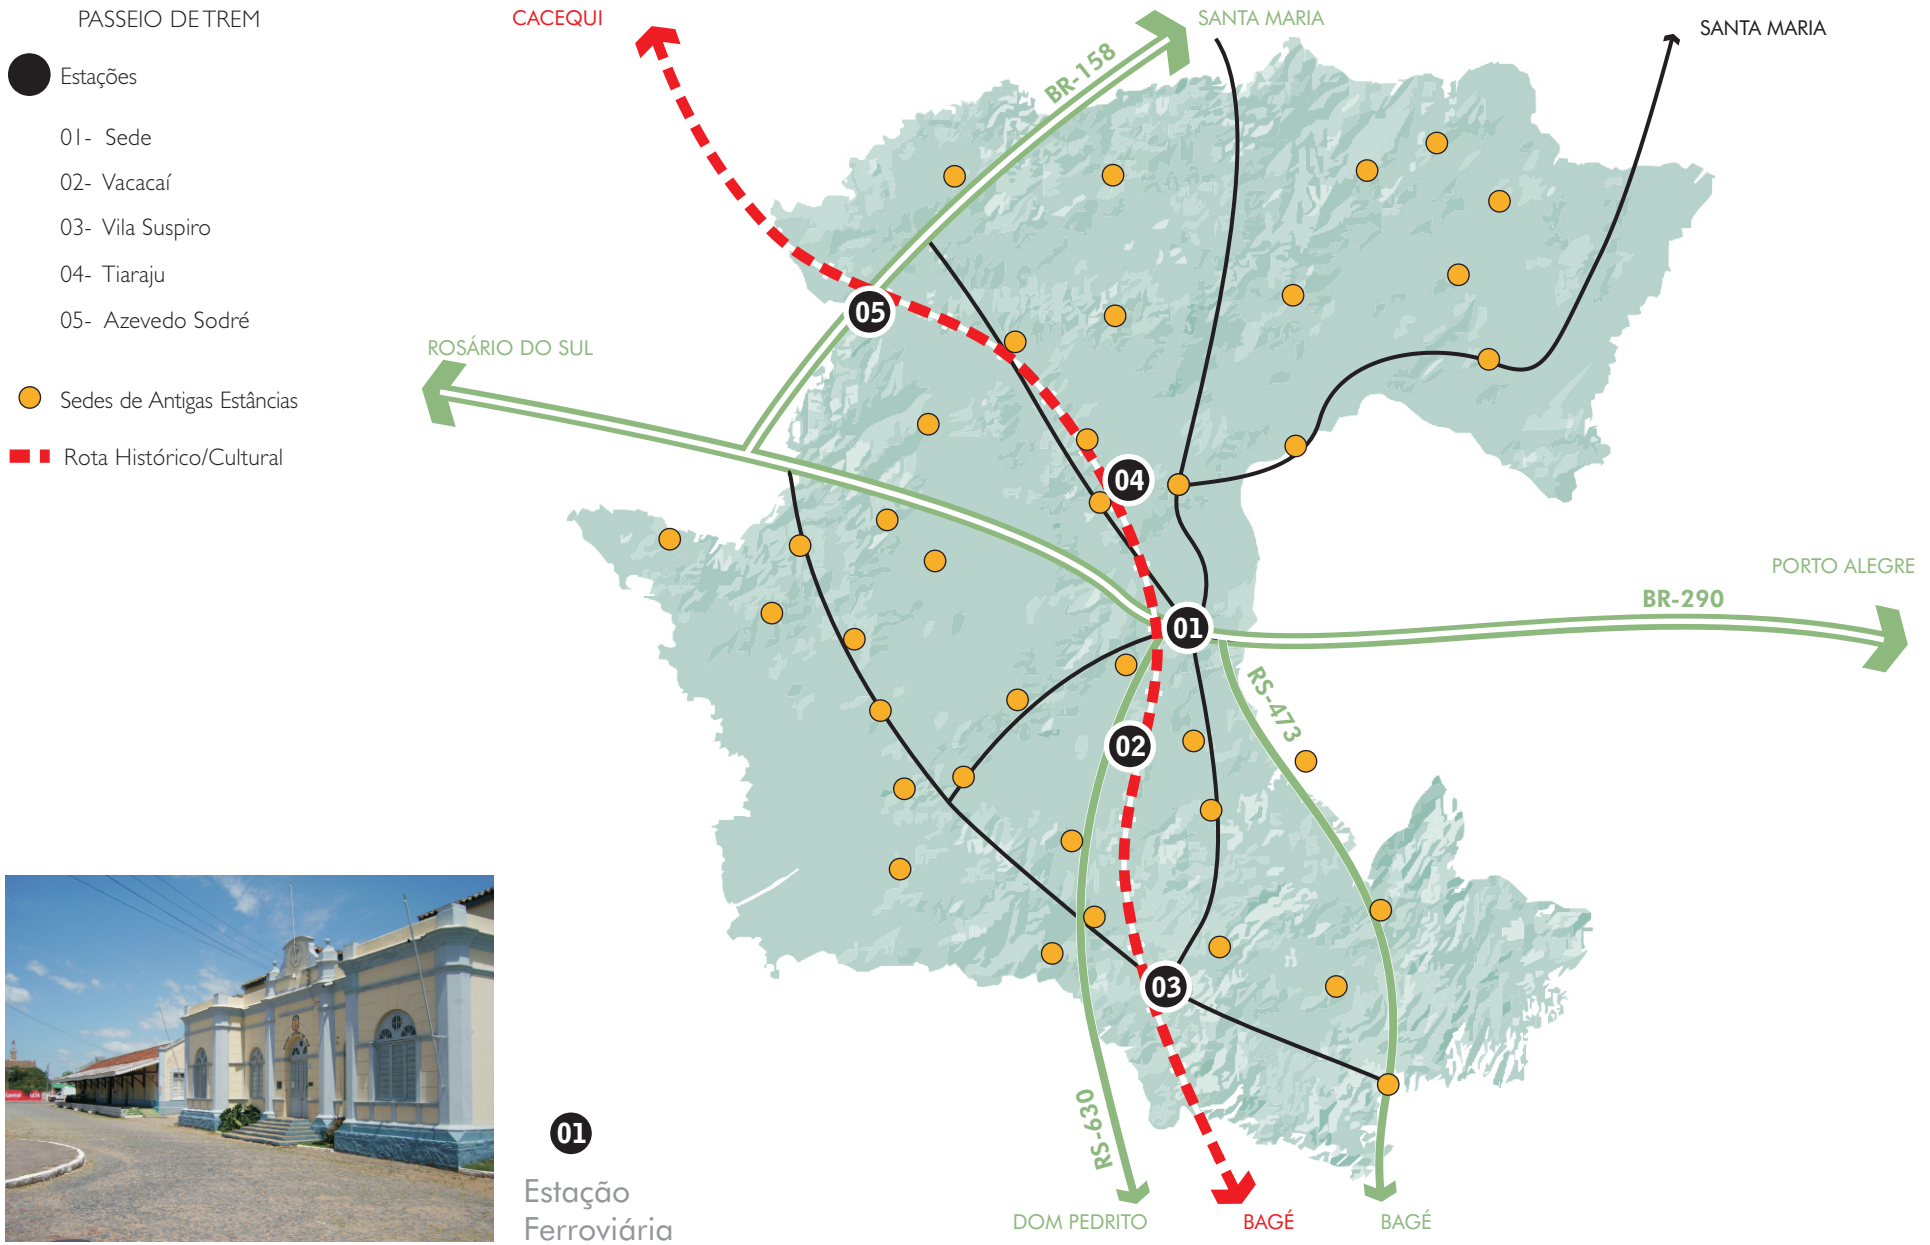 PASSEIO DE TREM
Estações
01- Sede
02- Vacacaí
03- Vila Suspiro
04- Tiaraju
05- Azevedo Sodré
Sedes de Antigas Estâncias
Rota Histórico/Cultural
CACEQUI
SANTA MARIA
SANTA MARIA
BR-158
05
ROSÁRIO DO SUL
04
PORTO ALEGRE
BR-290
01
RS-473
02
03
RS-630
DOM PEDRITO
BAGÉ
BAGÉ
01
Estação
Ferroviária